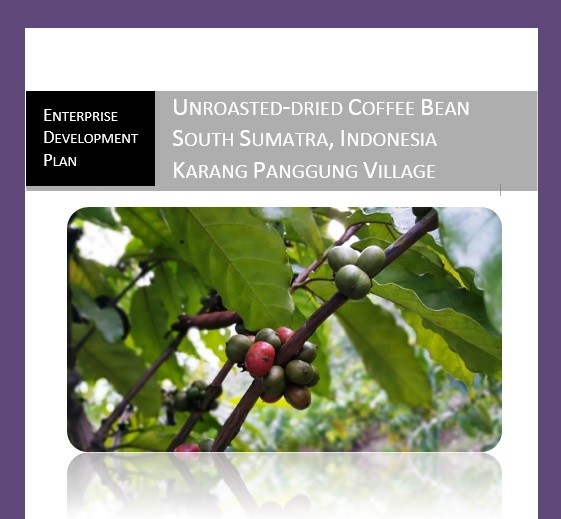 Enterprise
Development
Plan
Unroasted-dried Coffee Bean
South Sumatra, Indonesia
Karang Panggung Village